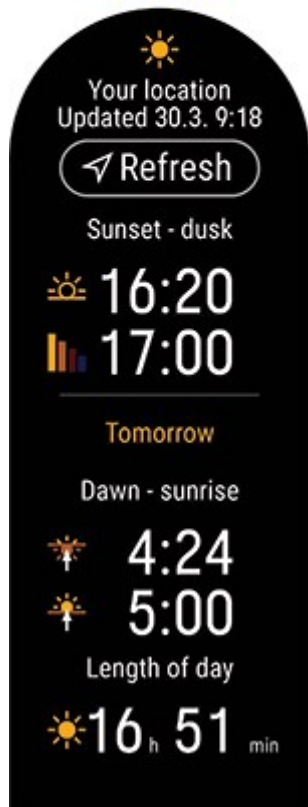 Your location
Updated 30.3. 9:18
Refresh
Sunset - dusk
16:20
17:00
Tomorrow
Dawn - sunrise
4:24
5:00
Length of day
16 h 51 min